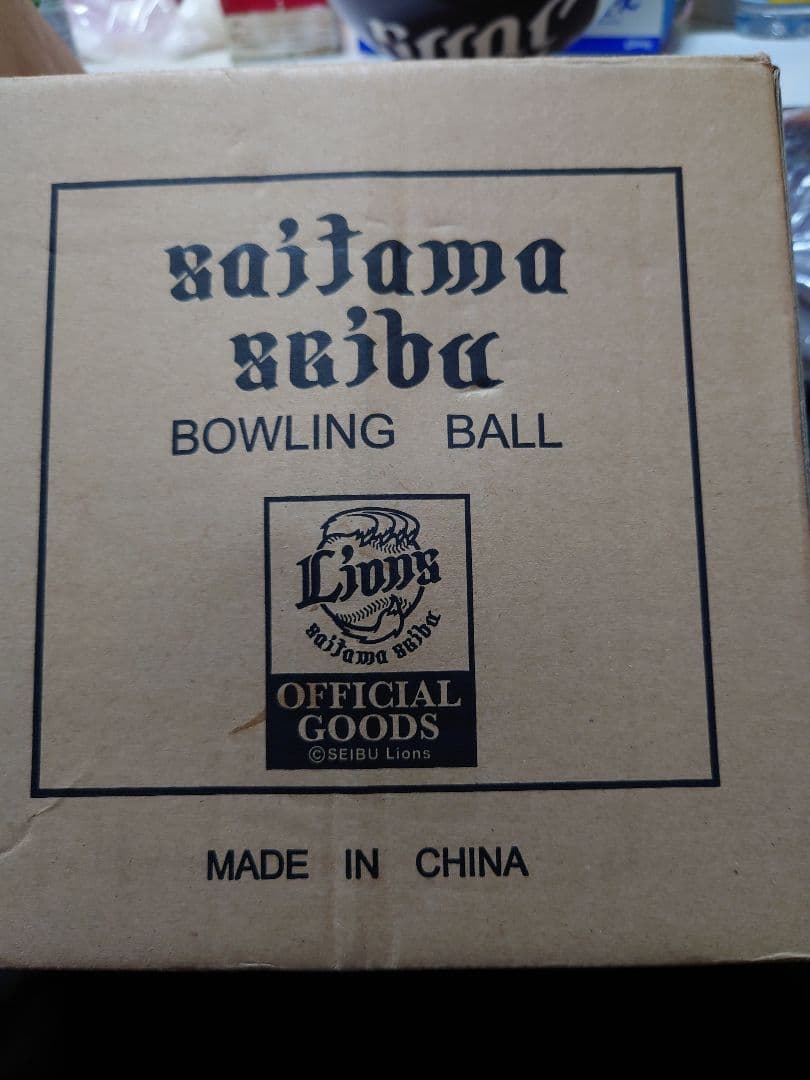 saitama
seibu
BOWLING BALL
Lions
saitama seibu
OFFICIAL
GOODS
©SEIBU Lions
MADE IN CHINA